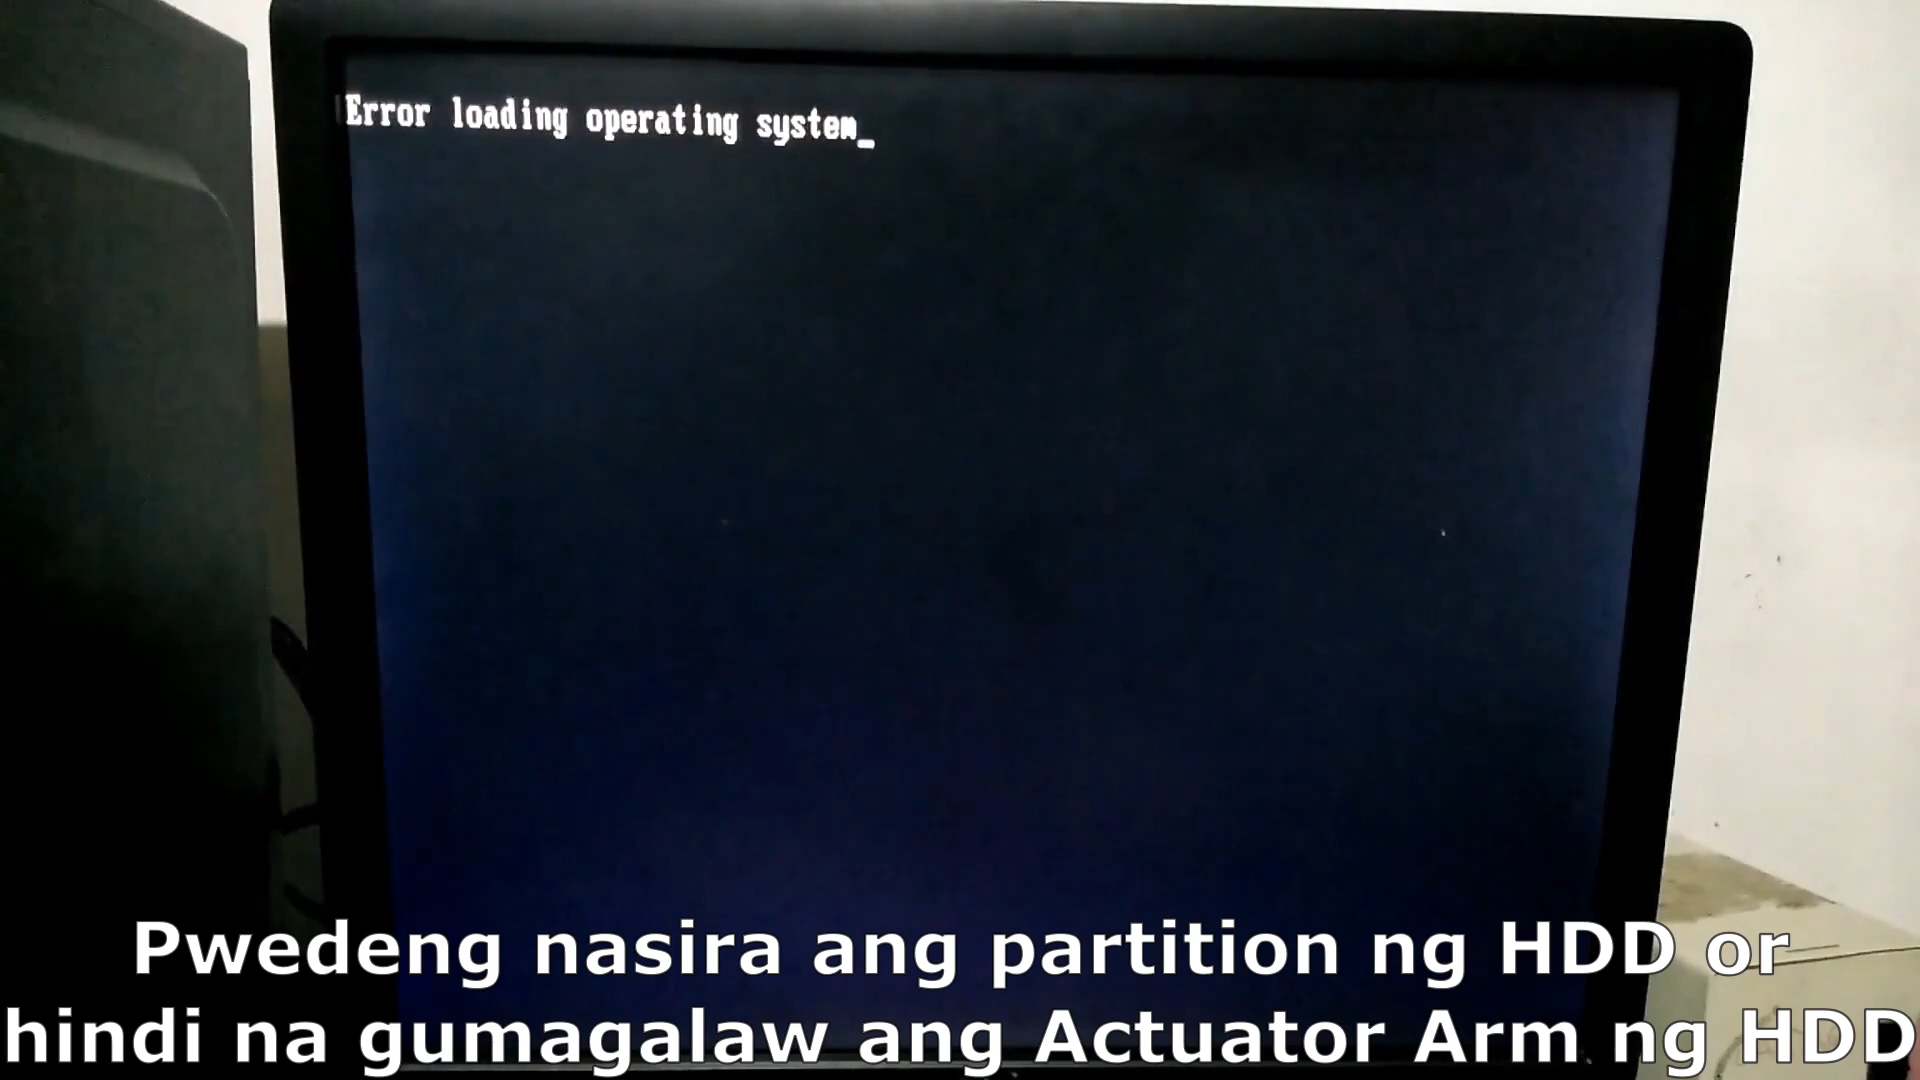 Error loading operating system_
Pwedeng nasira ang partition ng HDD or
hindi na gumagalaw ang Actuator Arm ng HDD